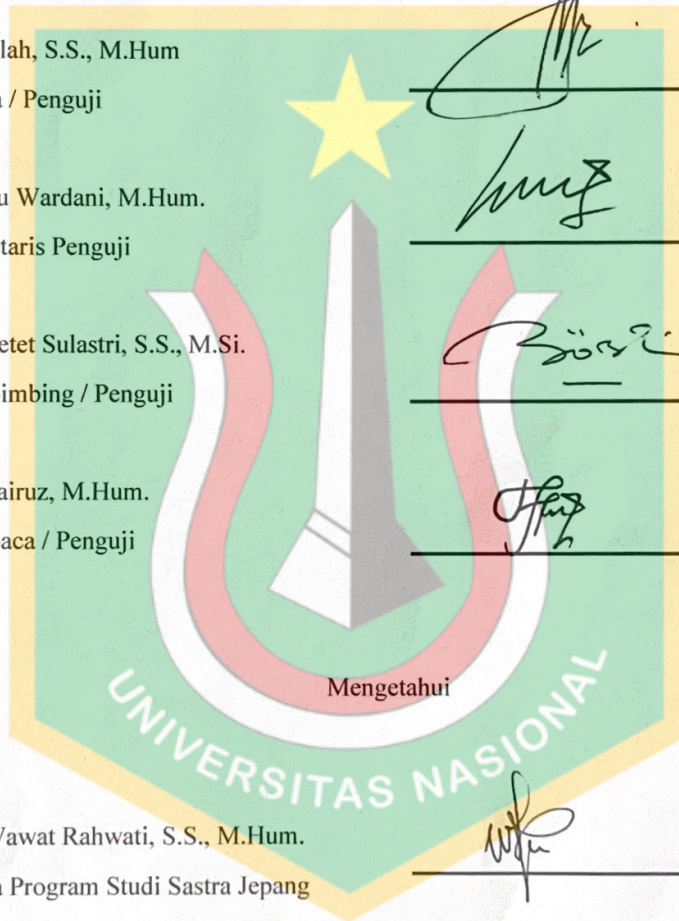 lah, S.S., M.Hum
a / Penguji
u Wardani, M.Hum.
taris Penguji
etet Sulastri, S.S., M.Si.
imbing / Penguji
airuz, M.Hum.
aca / Penguji
Mengetahui
UNIVERSITAS NASIONAL
Wawat Rahwati, S.S., M.Hum.
a Program Studi Sastra Jepang